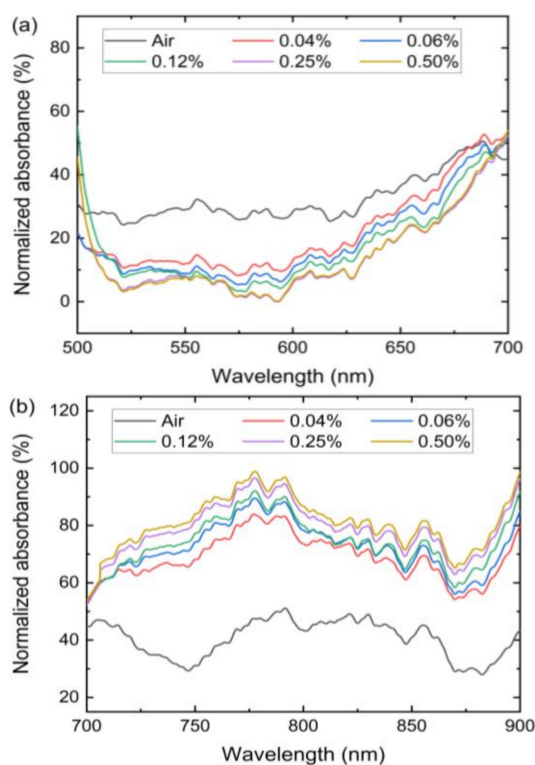 (a)
Air 0.04% 0.06%
0.12% 0.25% 0.50%
80
60
40
20
0
Normalized absorbance (%)
500 550 600 650 700
Wavelength (nm)
(b)
Air 0.04% 0.06%
0.12% 0.25% 0.50%
120
100
80
60
40
20
Normalized absorbance (%)
700 750 800 850 900
Wavelength (nm)